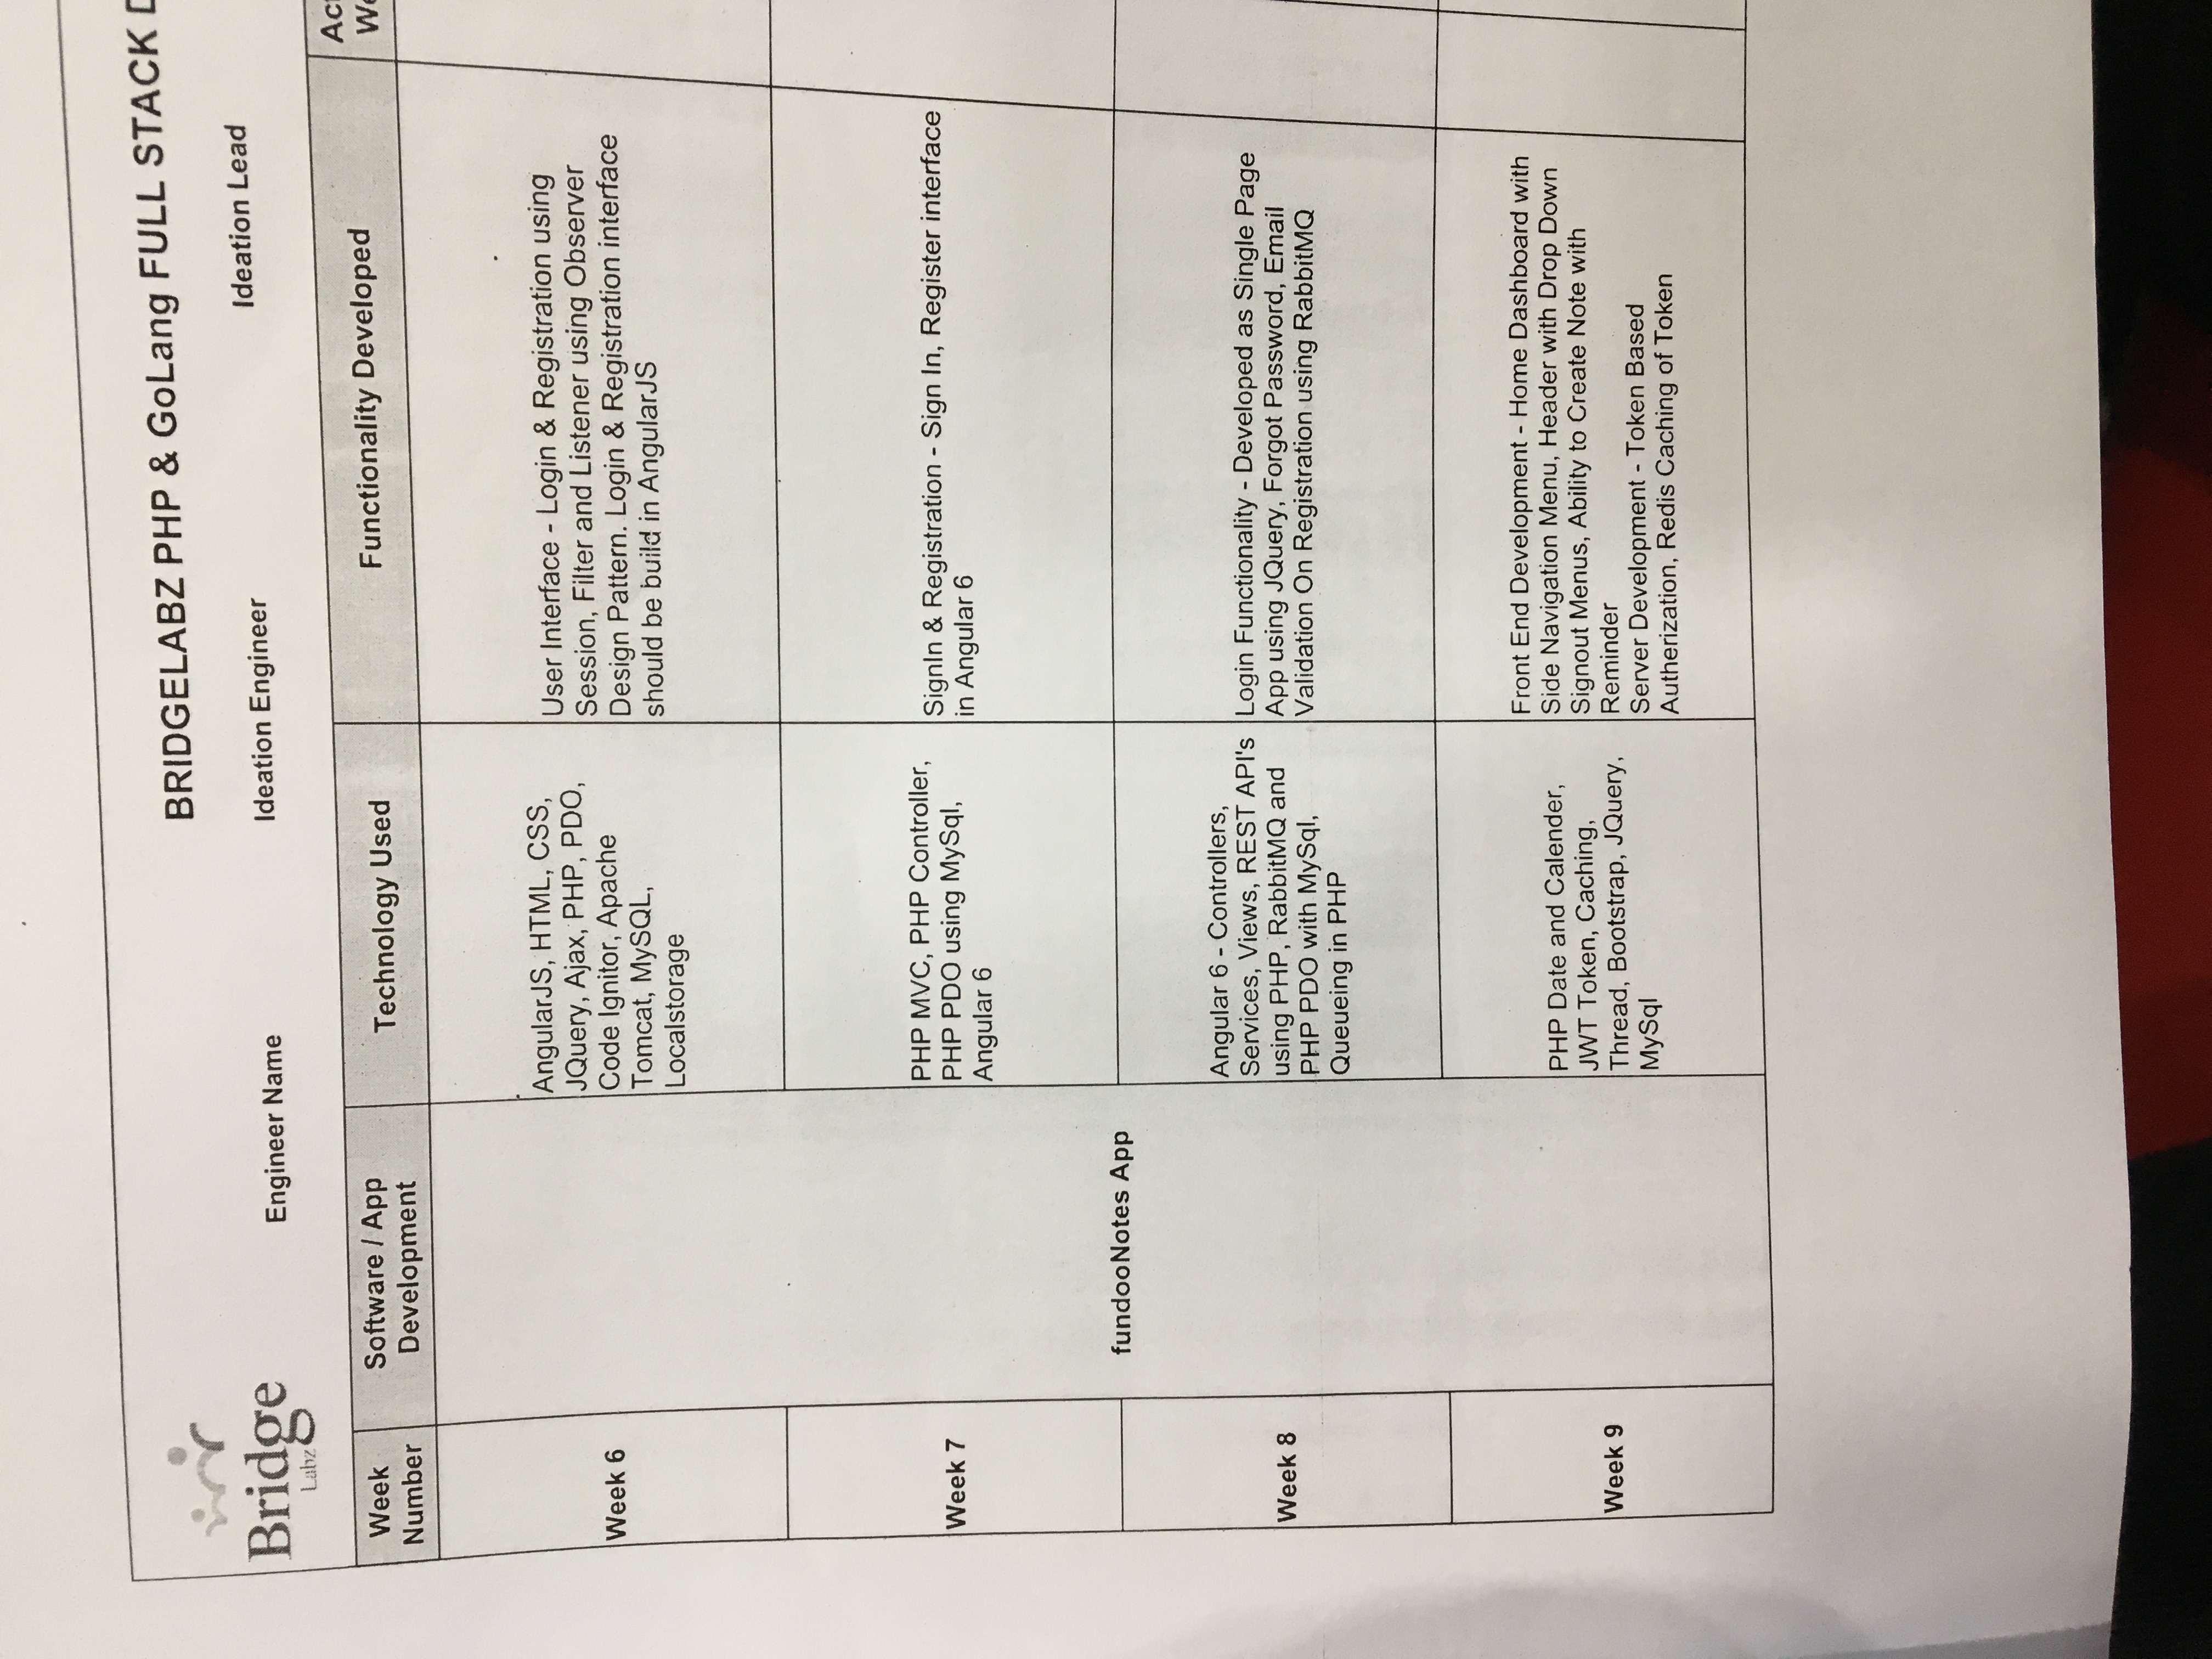 BRIDGELABZ PHP & GoLang FULL STACK
Bridge
Labz
Engineer Name
Ideation Engineer
Ideation Lead
Week
Number
Software / App
Development
Technology Used
Functionality Developed
Week 6
AngularJS, HTML, CSS,
JQuery, Ajax, PHP, PDO,
Code Ignitor, Apache
Tomcat, MySQL,
Localstorage
User Interface - Login & Registration using
Session, Filter and Listener using Observer
Design Pattern. Login & Registration interface
should be build in AngularJS
Week 7
PHP MVC, PHP Controller,
PHP PDO using MySql,
Angular 6
SignIn & Registration - Sign In, Register interface
in Angular 6
fundooNotes App
Week 8
Angular 6 - Controllers,
Services, Views, REST API's
using PHP, RabbitMQ and
PHP PDO with MySql,
Queueing in PHP
Login Functionality - Developed as Single Page
App using JQuery, Forgot Password, Email
Validation On Registration using RabbitMQ
Week 9
PHP Date and Calender,
JWT Token, Caching,
Thread, Bootstrap, JQuery,
MySql
Front End Development - Home Dashboard with
Side Navigation Menu, Header with Drop Down
Signout Menus, Ability to Create Note with
Reminder
Server Development - Token Based
Autherization, Redis Caching of Token